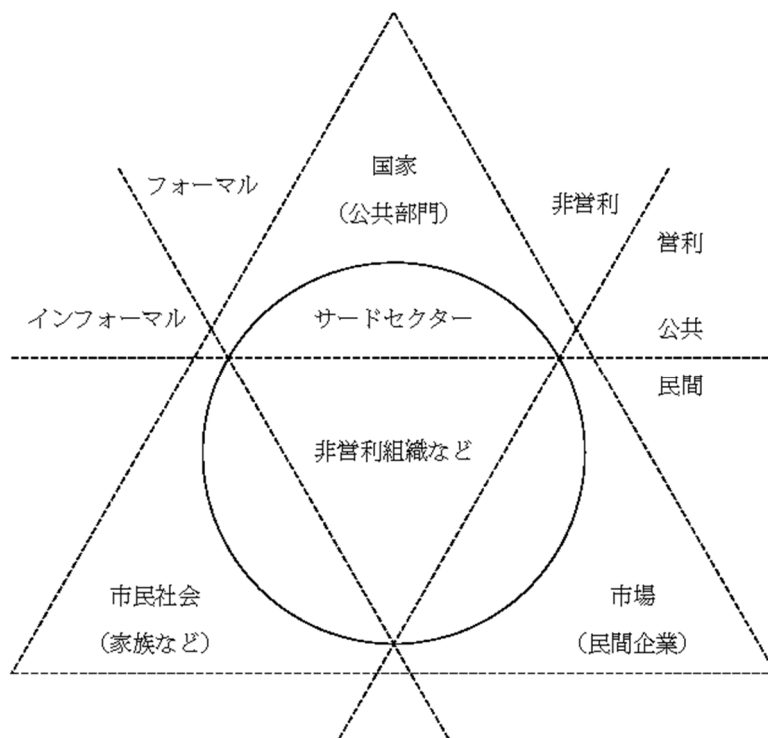 国家
(公共部門)
フォーマル
非営利
営利
インフォーマル
サードセクター
公共
民間
非営利組織など
市民社会
(家族など)
市場
(民間企業)